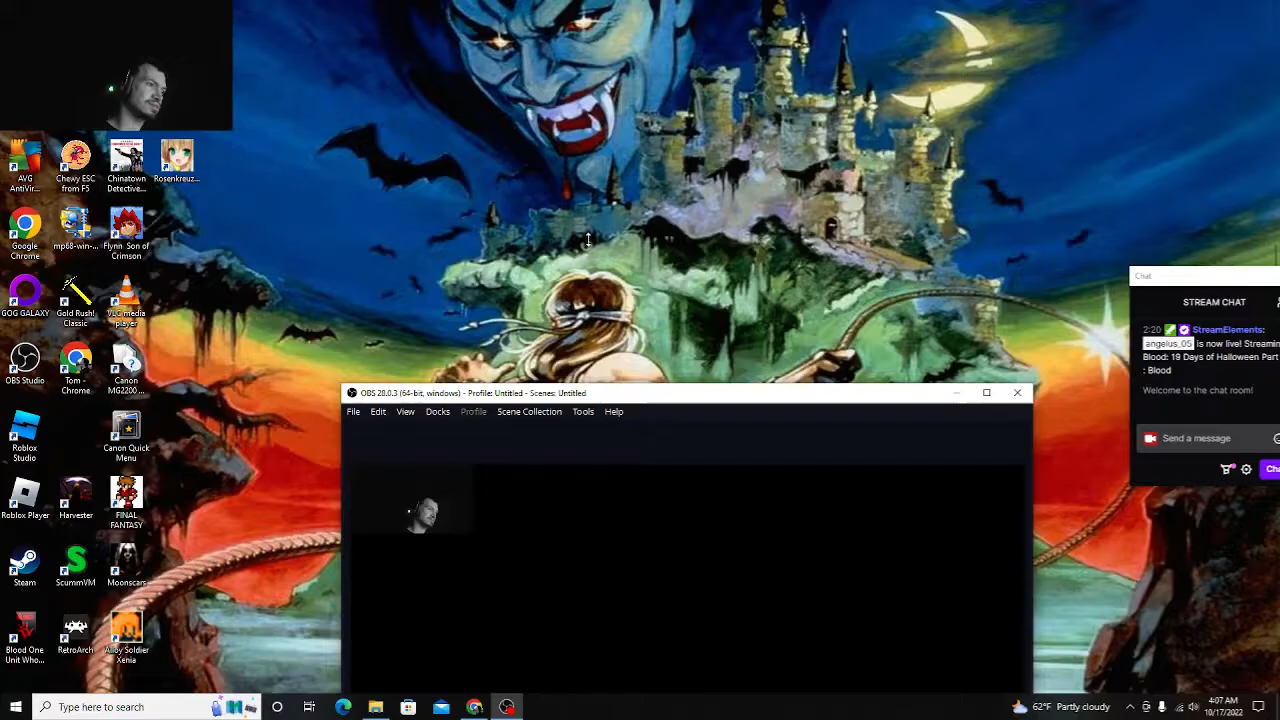 AVG
AntiVir...
Chewy ESC
from F5
Chinatown
Detective...
Rosenkreuz...
Google
Chrome
mp68-win-...
Flynn_Son of
Crimson
GOG GALAXY
Gold Rush!
Classic
VLC media
player
OBS Studio
Tom -
Chrome
Canon
MG2200 ...
Roblox
Studio
Canon Quick
Menu
Roblox Player
Harvester
FINAL
FANTASY
Steam
ScummVM
Moonscars
Blood One
Unit Who...
RetroArch
Alloy Soldier
Xenia
OBS 28.0.3 (64-bit, windows) - Profile: Untitled - Scenes: Untitled
File Edit View Docks Profile Scene Collection Tools Help
Chat
STREAM CHAT
2:20 StreamElements:
angelus_05 is now live! Streamin
Blood: 19 Days of Halloween Part
: Blood
Welcome to the chat room!
Send a message
Cha
Type here to search
62°F Partly cloudy
4:07 AM
10/17/2022